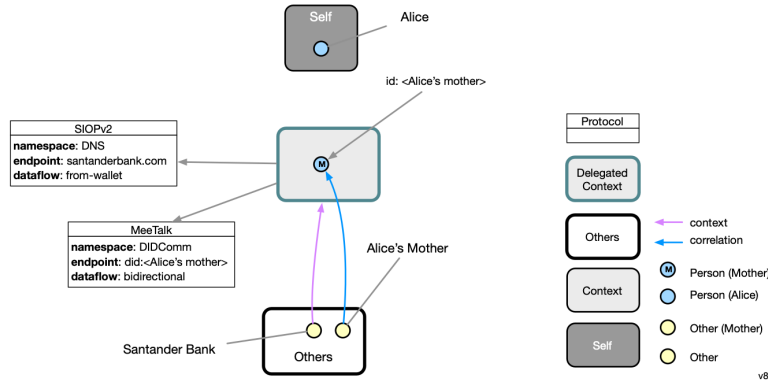 Self
Alice
id: <Alice's mother>
SIOPv2
namespace: DNS
endpoint: santanderbank.com
dataflow: from-wallet
M
MeeTalk
namespace: DIDComm
endpoint: did:<Alice's mother>
dataflow: bidirectional
Alice's Mother
Santander Bank
Others
Protocol
Delegated
Context
Others
context
correlation
Context
M
Person (Mother)
Person (Alice)
Self
Other (Mother)
Other
v8